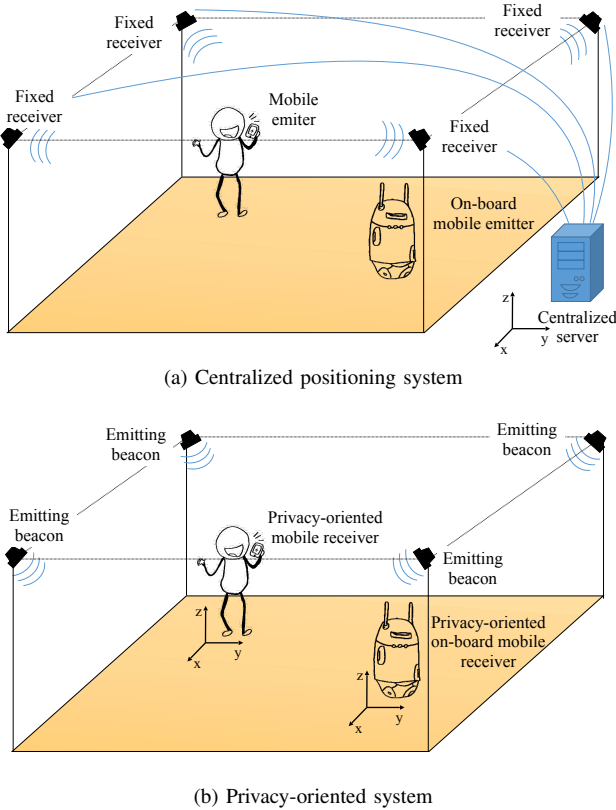 Fixed
receiver
Fixed
receiver
Fixed
receiver
Mobile
emiter
Fixed
receiver
On-board
mobile emitter
z
x
y
Centralized
server
(a) Centralized positioning system
Emitting
beacon
Emitting
beacon
Emitting
beacon
Privacy-oriented
mobile receiver
Emitting
beacon
z
x
y
Privacy-oriented
on-board mobile
receiver
z
x
y
(b) Privacy-oriented system